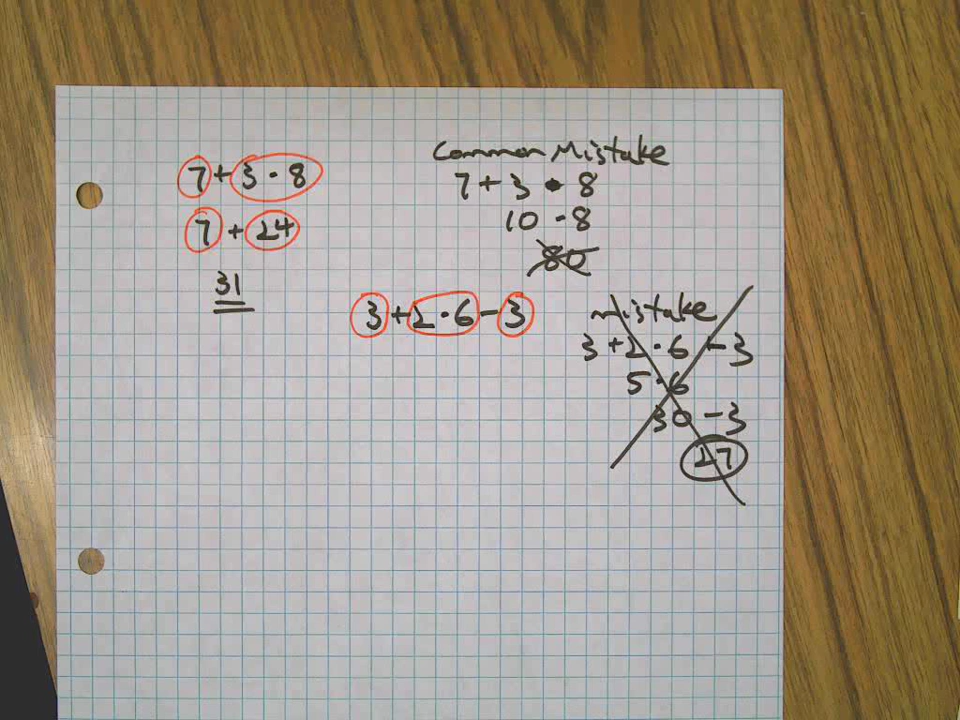 7 + 3 · 8
7 + 24
31
Common Mistake
7 + 3 · 8
10 · 8
80
3 + 2 · 6 - 3
mistake
3 + 2 · 6 - 3
5 · 6
30 - 3
27